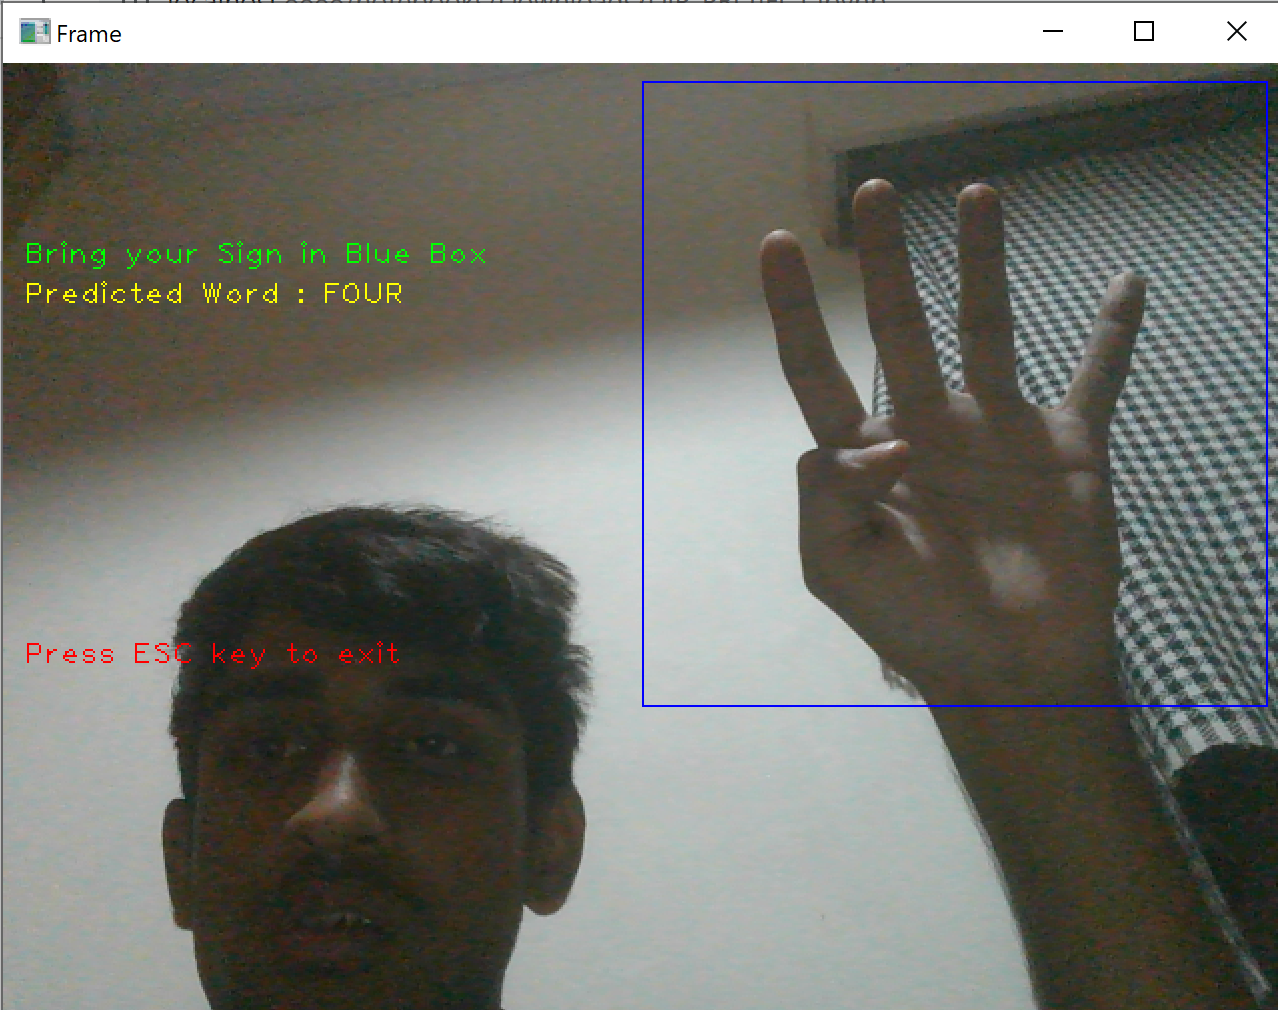 Frame
Bring your Sign in Blue Box
Predicted Word : FOUR
Press ESC key to exit